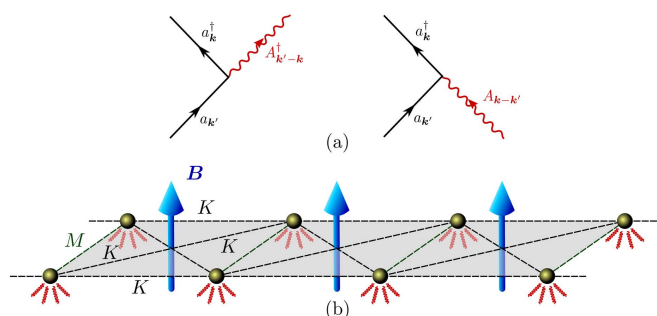 a†k A†k′−k ak′
a†k Ak−k′ ak′
(a)
B K
M K K
K
(b)